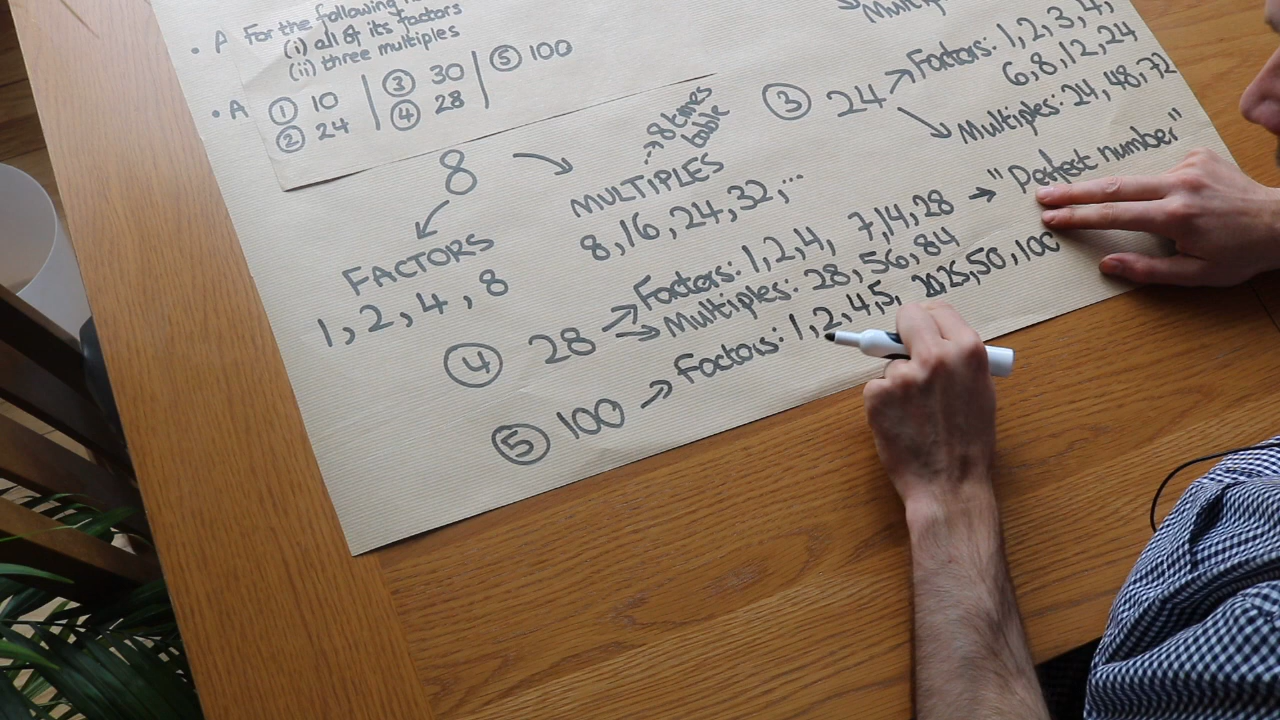 • A For the following
(i) all of its factors
(ii) three multiples
• A
① 10
② 24
③ 30
④ 28
⑤ 100
8
→ 8 times table
MULTIPLES
8, 16, 24, 32, ...
FACTORS
1, 2, 4, 8
③ 24 → Factors: 1, 2, 3, 4,
6, 8, 12, 24
Multiples: 24, 48, 72
④ 28 → Factors: 1, 2, 4, 7, 14, 28 → "Perfect number"
→ Multiples: 28, 56, 84
⑤ 100 → Factors: 1, 2, 4, 5, 20, 25, 50, 100